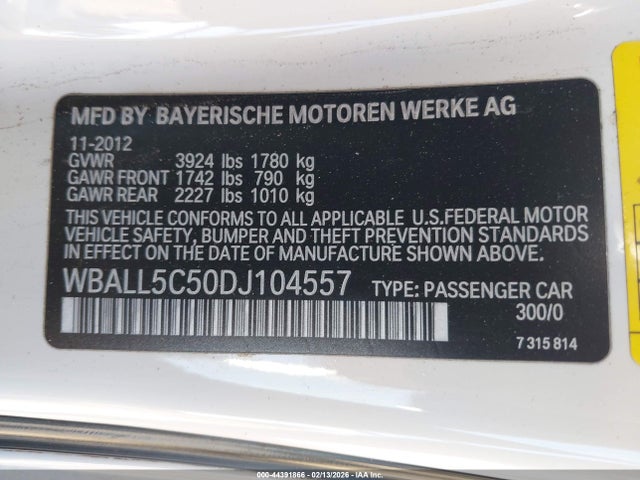 MFD BY BAYERISCHE MOTOREN WERKE AG
11-2012
GVWR 3924 lbs 1780 kg
GAWR FRONT 1742 lbs 790 kg
GAWR REAR 2227 lbs 1010 kg
THIS VEHICLE CONFORMS TO ALL APPLICABLE U.S.FEDERAL MOTOR
VEHICLE SAFETY, BUMPER AND THEFT PREVENTION STANDARDS
IN EFFECT ON THE DATE OF MANUFACTURE SHOWN ABOVE.
WBALL5C50DJ104557 TYPE: PASSENGER CAR
300/0
7 315 814
000-44391866 - 02/13/2026 - COPYRIGHT IAA, LLC.